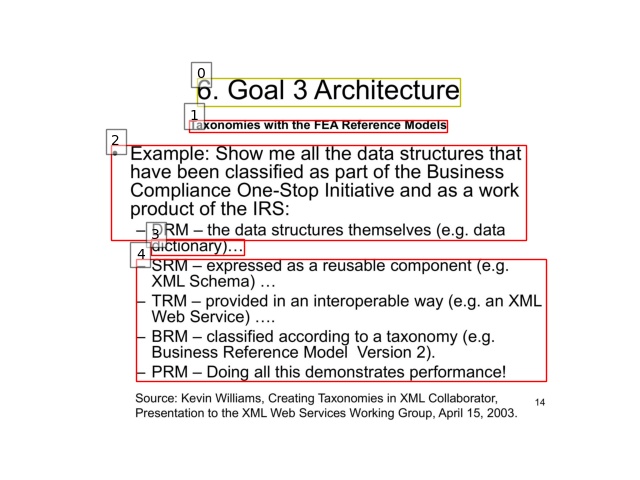 0
6. Goal 3 Architecture
1
Taxonomies with the FEA Reference Models
2
• Example: Show me all the data structures that
have been classified as part of the Business
Compliance One-Stop Initiative and as a work
product of the IRS:
3
– DRM – the data structures themselves (e.g. data
dictionary)…
4
– SRM – expressed as a reusable component (e.g.
XML Schema) …
– TRM – provided in an interoperable way (e.g. an XML
Web Service) ….
– BRM – classified according to a taxonomy (e.g.
Business Reference Model  Version 2).
– PRM – Doing all this demonstrates performance!
Source: Kevin Williams, Creating Taxonomies in XML Collaborator,
Presentation to the XML Web Services Working Group, April 15, 2003.
14